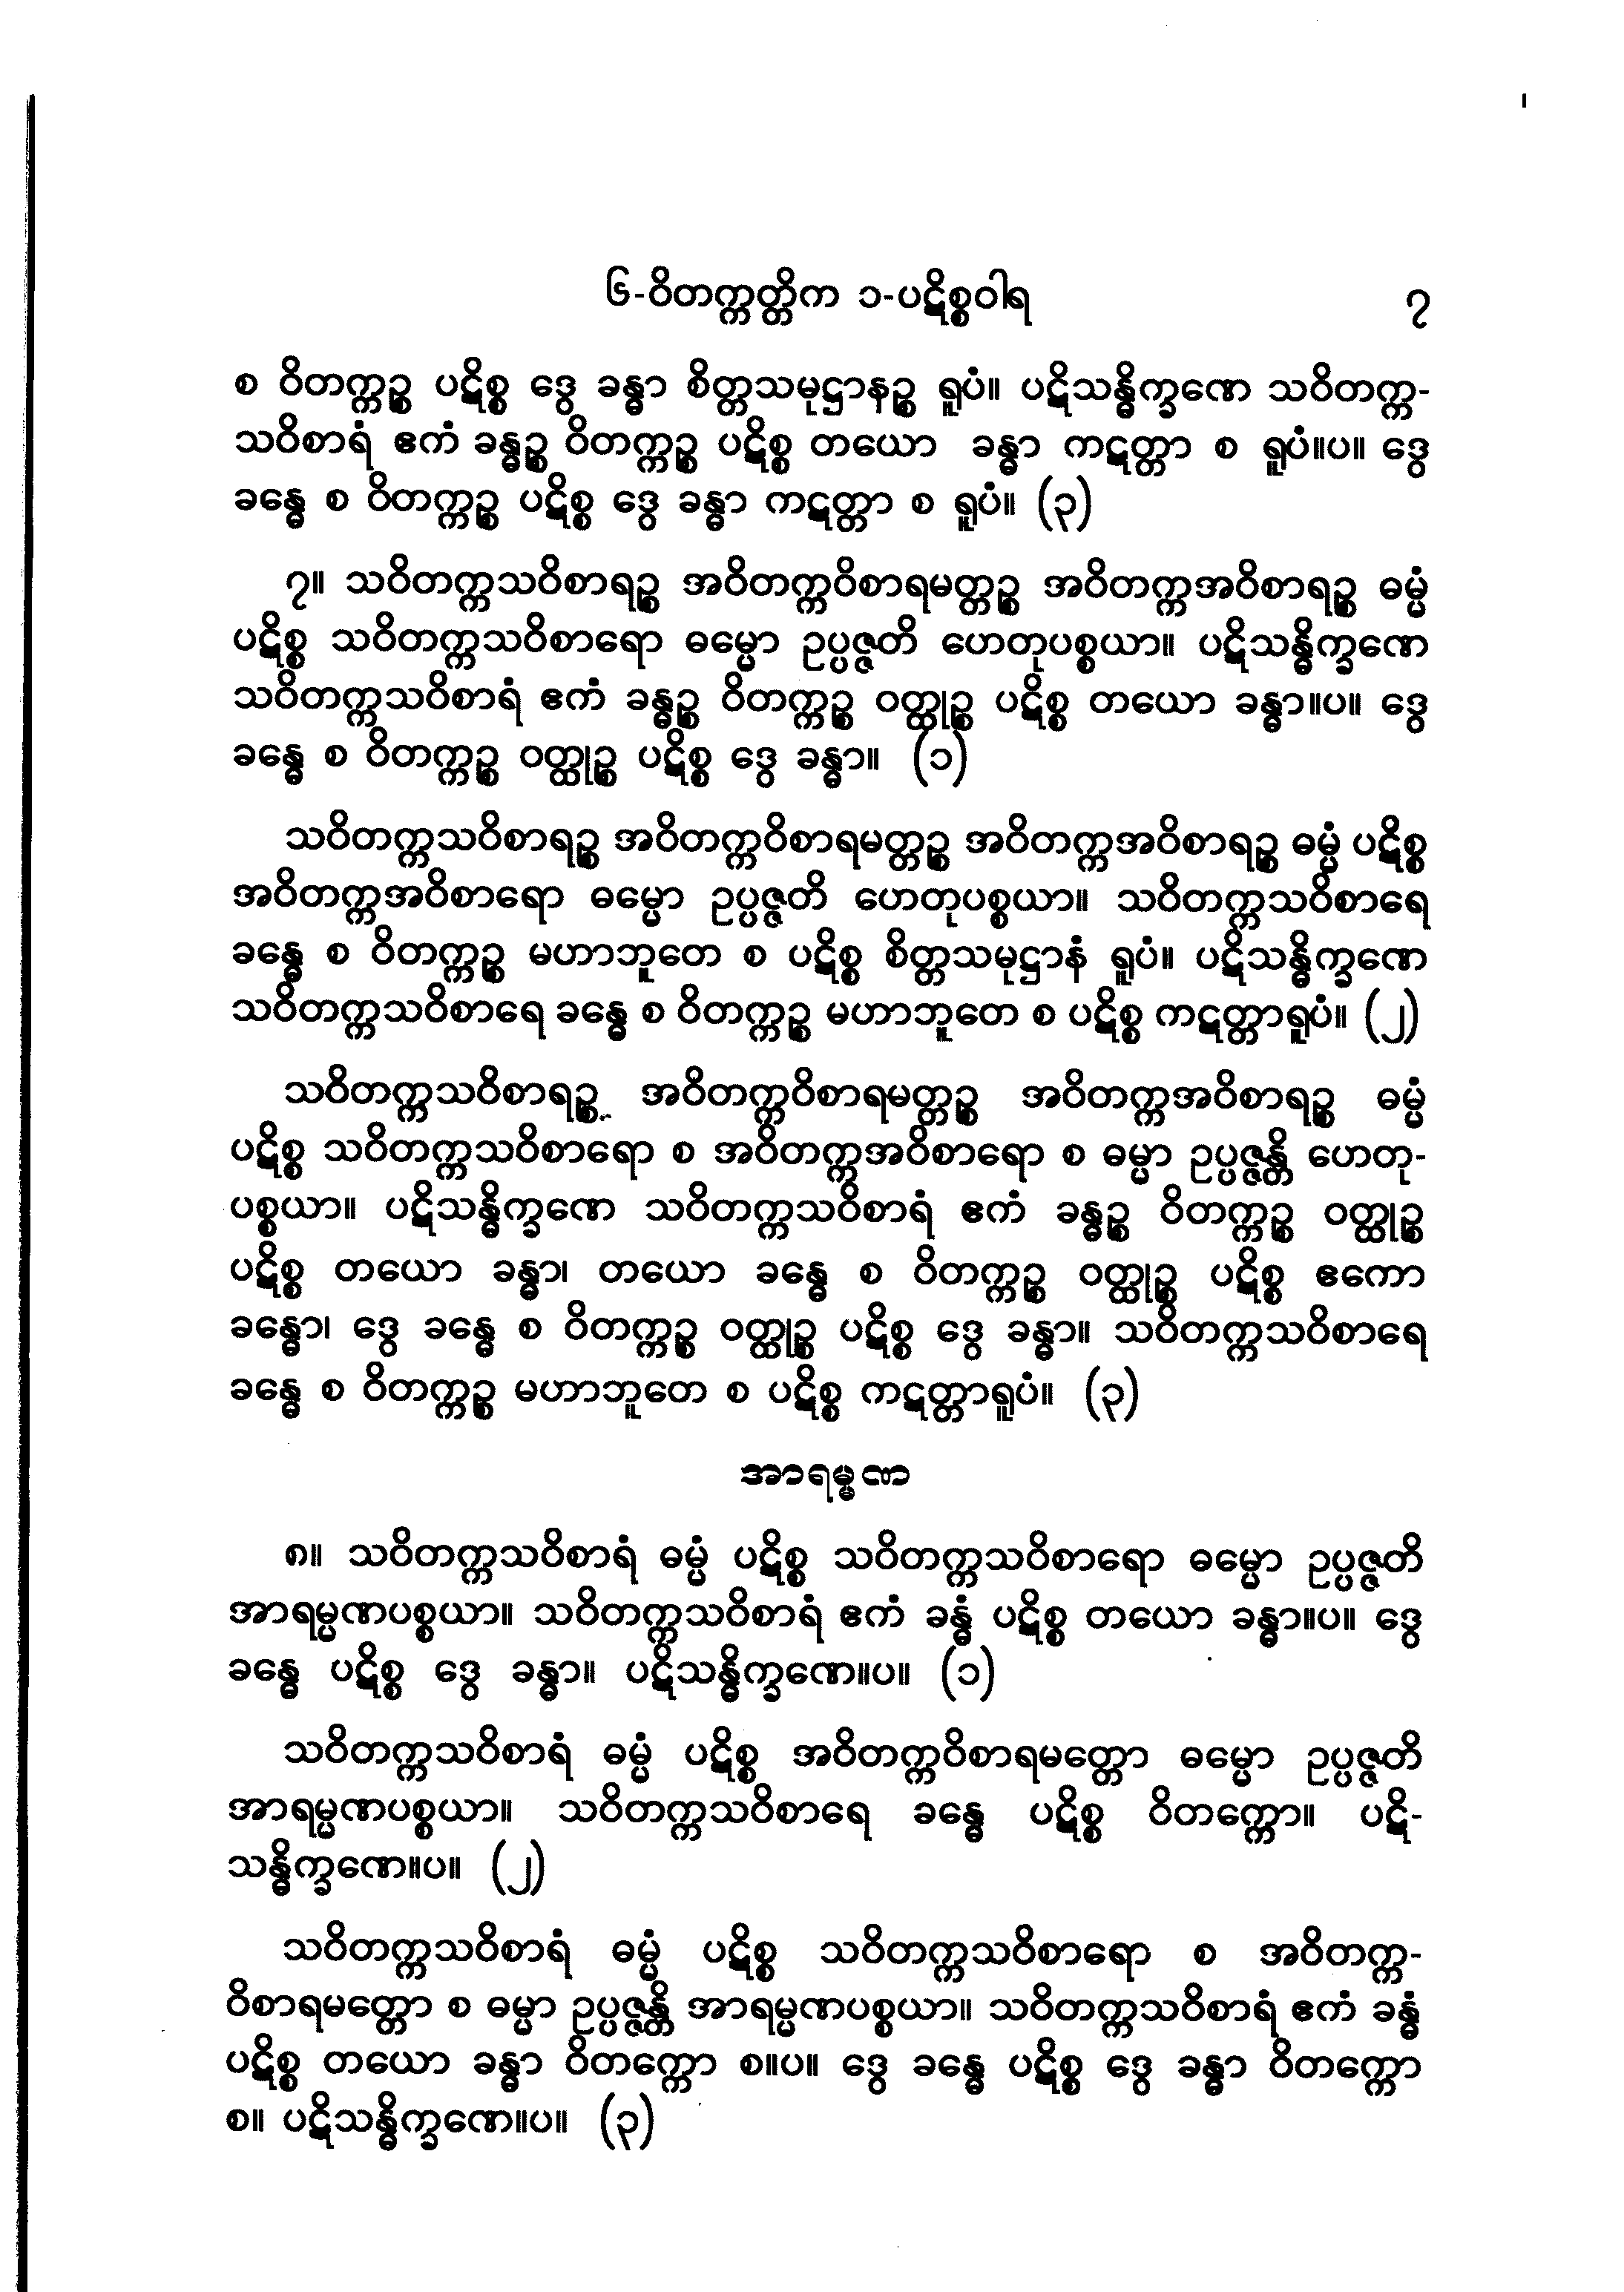 ၆-ဝိတက္ကတ္တိက ၁-ပဋိစ္စဝါရ ၇
စ ဝိတက္ကဉ္စ ပဋိစ္စ ဒွေ ခန္ဓာ စိတ္တသမုဋ္ဌာနဉ္စ ရူပံ။ ပဋိသန္ဓိက္ခဏေ သဝိတက္က-
သဝိစာရံ ဧကံ ခန္ဓဉ္စ ဝိတက္ကဉ္စ ပဋိစ္စ တယော ခန္ဓာ ကဋတ္တာ စ ရူပံ။ပ။ ဒွေ
ခန္ဓေ စ ဝိတက္ကဉ္စ ပဋိစ္စ ဒွေ ခန္ဓာ ကဋတ္တာ စ ရူပံ။ (၃)
၇။ သဝိတက္ကသဝိစာရဉ္စ အဝိတက္ကဝိစာရမတ္တဉ္စ အဝိတက္ကအဝိစာရဉ္စ ဓမ္မံ
ပဋိစ္စ သဝိတက္ကသဝိစာရော ဓမ္မော ဥပ္ပဇ္ဇတိ ဟေတုပစ္စယာ။ ပဋိသန္ဓိက္ခဏေ
သဝိတက္ကသဝိစာရံ ဧကံ ခန္ဓဉ္စ ဝိတက္ကဉ္စ ဝတ္ထုဉ္စ ပဋိစ္စ တယော ခန္ဓာ။ပ။ ဒွေ
ခန္ဓေ စ ဝိတက္ကဉ္စ ဝတ္ထုဉ္စ ပဋိစ္စ ဒွေ ခန္ဓာ။ (၁)
သဝိတက္ကသဝိစာရဉ္စ အဝိတက္ကဝိစာရမတ္တဉ္စ အဝိတက္ကအဝိစာရဉ္စ ဓမ္မံ ပဋိစ္စ
အဝိတက္ကအဝိစာရော ဓမ္မော ဥပ္ပဇ္ဇတိ ဟေတုပစ္စယာ။ သဝိတက္ကသဝိစာရေ
ခန္ဓေ စ ဝိတက္ကဉ္စ မဟာဘူတေ စ ပဋိစ္စ စိတ္တသမုဋ္ဌာနံ ရူပံ။ ပဋိသန္ဓိက္ခဏေ
သဝိတက္ကသဝိစာရေ ခန္ဓေ စ ဝိတက္ကဉ္စ မဟာဘူတေ စ ပဋိစ္စ ကဋတ္တာရူပံ။ (၂)
သဝိတက္ကသဝိစာရဉ္စ အဝိတက္ကဝိစာရမတ္တဉ္စ အဝိတက္ကအဝိစာရဉ္စ ဓမ္မံ
ပဋိစ္စ သဝိတက္ကသဝိစာရော စ အဝိတက္ကအဝိစာရော စ ဓမ္မာ ဥပ္ပဇ္ဇန္တိ ဟေတု-
ပစ္စယာ။ ပဋိသန္ဓိက္ခဏေ သဝိတက္ကသဝိစာရံ ဧကံ ခန္ဓဉ္စ ဝိတက္ကဉ္စ ဝတ္ထုဉ္စ
ပဋိစ္စ တယော ခန္ဓာ၊ တယော ခန္ဓေ စ ဝိတက္ကဉ္စ ဝတ္ထုဉ္စ ပဋိစ္စ ဧကော
ခန္ဓော၊ ဒွေ ခန္ဓေ စ ဝိတက္ကဉ္စ ဝတ္ထုဉ္စ ပဋိစ္စ ဒွေ ခန္ဓာ။ သဝိတက္ကသဝိစာရေ
ခန္ဓေ စ ဝိတက္ကဉ္စ မဟာဘူတေ စ ပဋိစ္စ ကဋတ္တာရူပံ။ (၃)
အာရမ္မဏ
၈။ သဝိတက္ကသဝိစာရံ ဓမ္မံ ပဋိစ္စ သဝိတက္ကသဝိစာရော ဓမ္မော ဥပ္ပဇ္ဇတိ
အာရမ္မဏပစ္စယာ။ သဝိတက္ကသဝိစာရံ ဧကံ ခန္ဓံ ပဋိစ္စ တယော ခန္ဓာ။ပ။ ဒွေ
ခန္ဓေ ပဋိစ္စ ဒွေ ခန္ဓာ။ ပဋိသန္ဓိက္ခဏေ။ပ။ (၁)
သဝိတက္ကသဝိစာရံ ဓမ္မံ ပဋိစ္စ အဝိတက္ကဝိစာရမတ္တော ဓမ္မော ဥပ္ပဇ္ဇတိ
အာရမ္မဏပစ္စယာ။ သဝိတက္ကသဝိစာရေ ခန္ဓေ ပဋိစ္စ ဝိတက္ကော။ ပဋိ-
သန္ဓိက္ခဏေ။ပ။ (၂)
သဝိတက္ကသဝိစာရံ ဓမ္မံ ပဋိစ္စ သဝိတက္ကသဝိစာရော စ အဝိတက္က-
ဝိစာရမတ္တော စ ဓမ္မာ ဥပ္ပဇ္ဇန္တိ အာရမ္မဏပစ္စယာ။ သဝိတက္ကသဝိစာရံ ဧကံ ခန္ဓံ
ပဋိစ္စ တယော ခန္ဓာ ဝိတက္ကော စ။ပ။ ဒွေ ခန္ဓေ ပဋိစ္စ ဒွေ ခန္ဓာ ဝိတက္ကော
စ။ ပဋိသန္ဓိက္ခဏေ။ပ။ (၃)